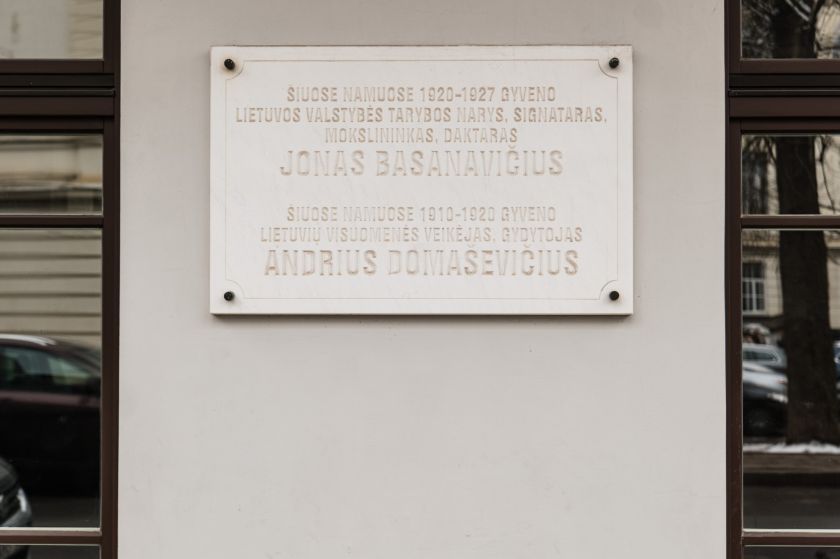 ŠIUOSE NAMUOSE 1920-1927 GYVENO
LIETUVOS VALSTYBĖS TARYBOS NARYS, SIGNATARAS,
MOKSLININKAS, DAKTARAS
JONAS BASANAVIČIUS
ŠIUOSE NAMUOSE 1910-1920 GYVENO
LIETUVIŲ VISUOMENĖS VEIKĖJAS, GYDYTOJAS
ANDRIUS DOMAŠEVIČIUS